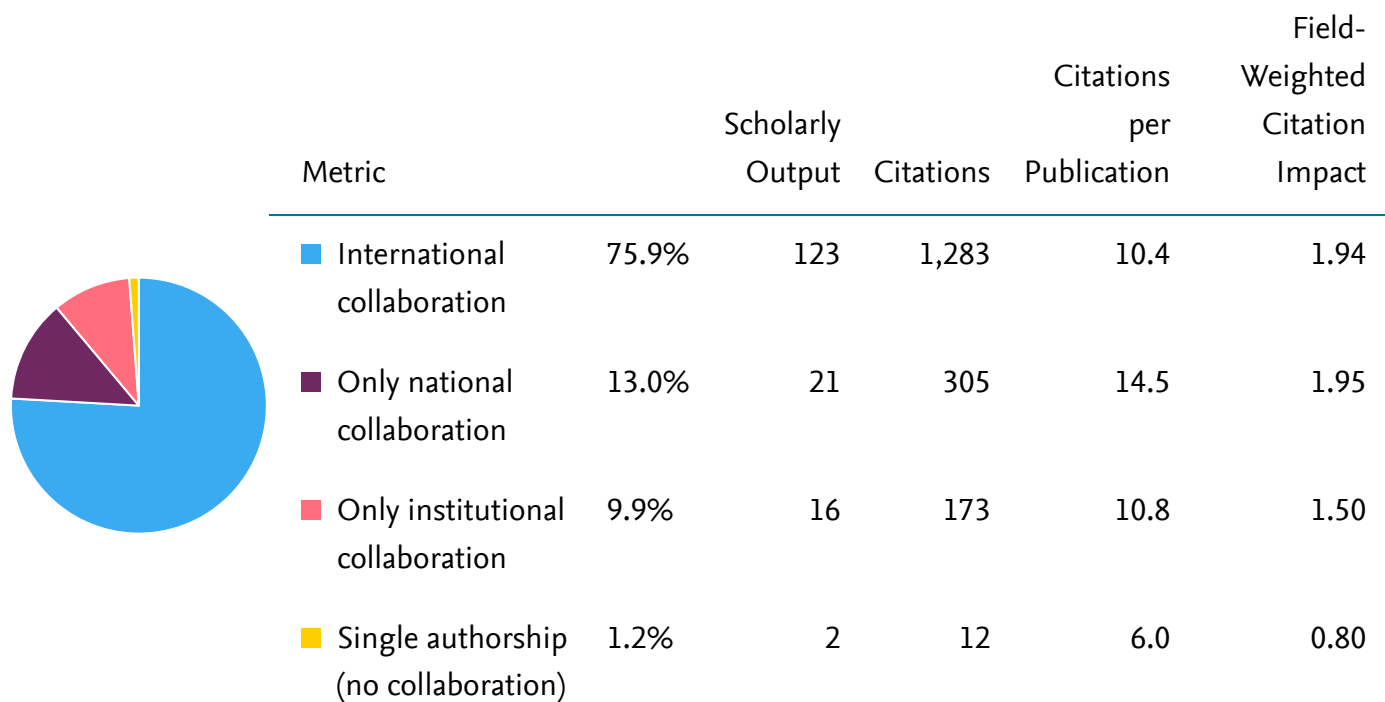 Field-
Citations Weighted
Scholarly per Citation
Metric Output Citations Publication Impact
International 75.9% 123 1,283 10.4 1.94
collaboration
Only national 13.0% 21 305 14.5 1.95
collaboration
Only institutional 9.9% 16 173 10.8 1.50
collaboration
Single authorship 1.2% 2 12 6.0 0.80
(no collaboration)